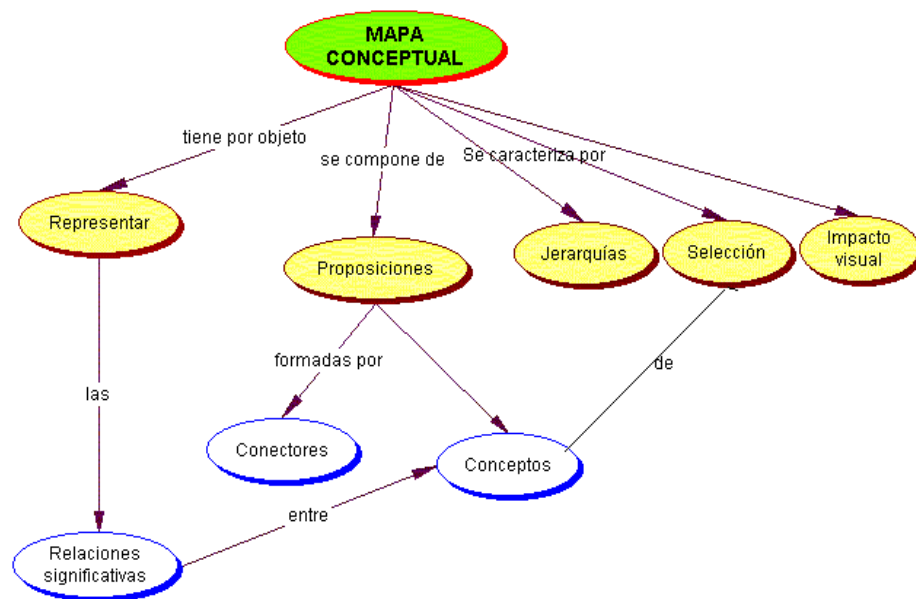 MAPA
CONCEPTUAL
tiene por objeto
se compone de
Se caracteriza por
Representar
Proposiciones
Jerarquías
Selección
Impacto
visual
formadas por
de
las
Conectores
Conceptos
entre
Relaciones
significativas